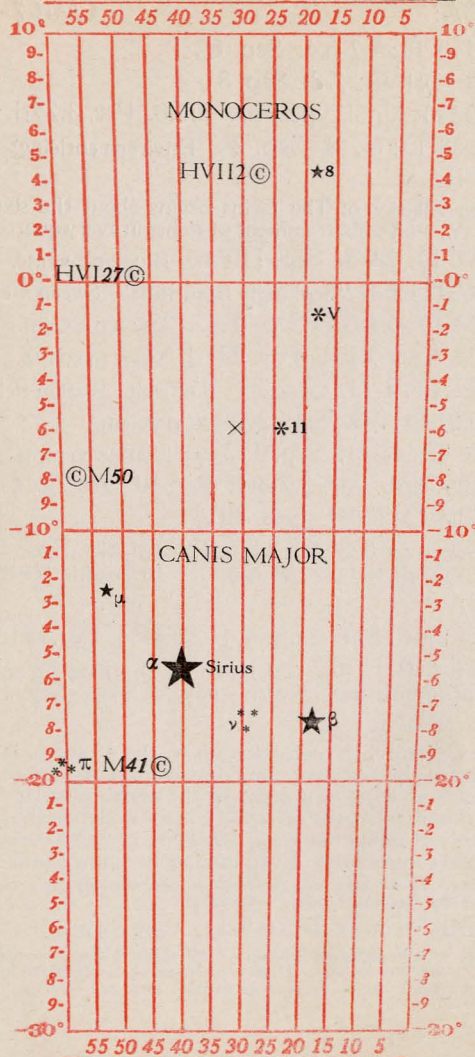 55 50 45 40 35 30 25 20 15 10 5
10° 10°
9- -9
8- -8
7- -7
MONOCEROS
6- -6
5- -5
HVII2© 8
4- -4
3- -3
2- -2
1- -1
HVI27©
0° 0°
1- -1
V
2- -2
3- -3
4- -4
5- -5
6- × 11 -6
7- -7
8- ©M50 -8
9- -9
-10° -10°
1- CANIS MAJOR -1
2- -2
μ
3- -3
4- -4
5- α Sirius -5
6- -6
7- -7
ν β
8- -8
9- π M41© -9
-20° -20°
1- -1
2- -2
3- -3
4- -4
5- -5
6- -6
7- -7
8- -8
9- -9
-30° -30°
55 50 45 40 35 30 25 20 15 10 5